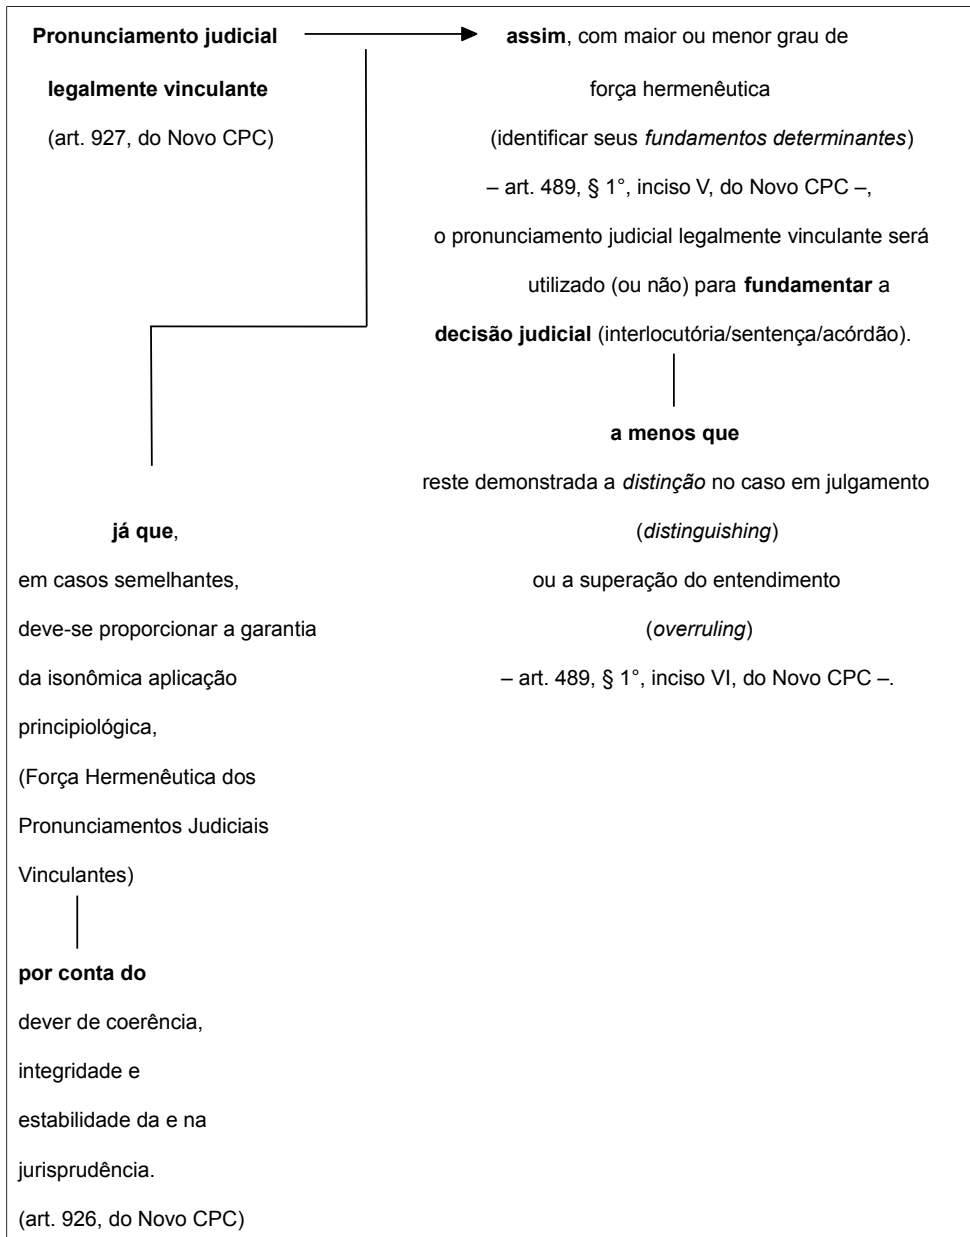 Pronunciamento judicial
legalmente vinculante
(art. 927, do Novo CPC)
assim, com maior ou menor grau de
força hermenêutica
(identificar seus fundamentos determinantes)
– art. 489, § 1°, inciso V, do Novo CPC –,
o pronunciamento judicial legalmente vinculante será
utilizado (ou não) para fundamentar a
decisão judicial (interlocutória/sentença/acórdão).
a menos que
reste demonstrada a distinção no caso em julgamento
(distinguishing)
ou a superação do entendimento
(overruling)
– art. 489, § 1°, inciso VI, do Novo CPC –.
já que,
em casos semelhantes,
deve-se proporcionar a garantia
da isonômica aplicação
principiológica,
(Força Hermenêutica dos
Pronunciamentos Judiciais
Vinculantes)
por conta do
dever de coerência,
integridade e
estabilidade da e na
jurisprudência.
(art. 926, do Novo CPC)